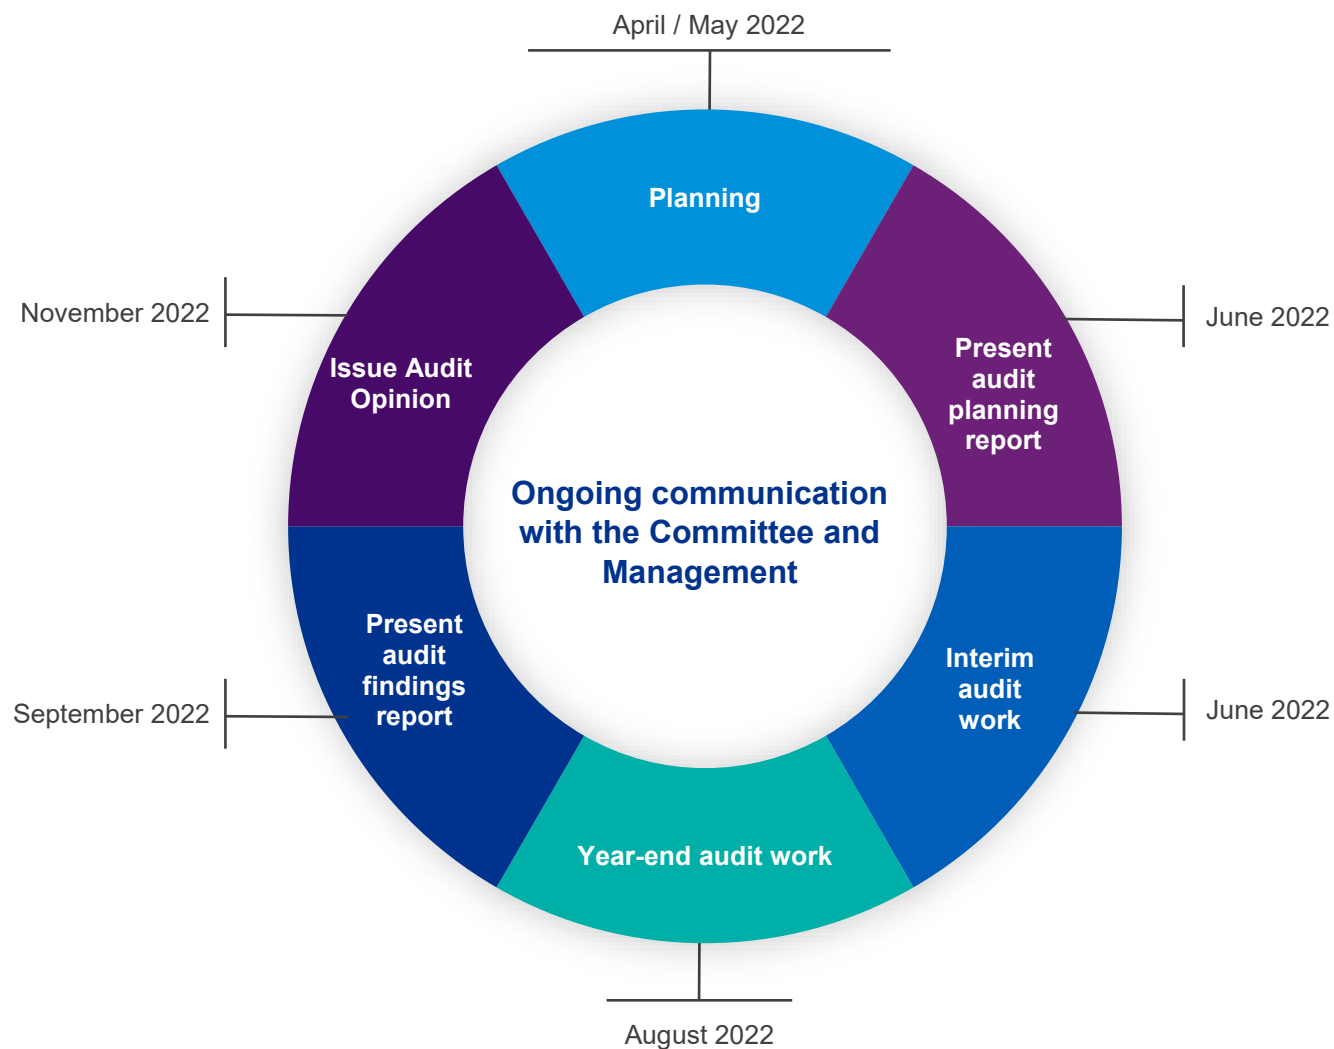 April / May 2022
Planning
November 2022
June 2022
Issue Audit
Opinion
Present
audit
planning
report
Ongoing communication
with the Committee and
Management
Present
audit
findings
report
Interim
audit
work
September 2022
June 2022
Year-end audit work
August 2022